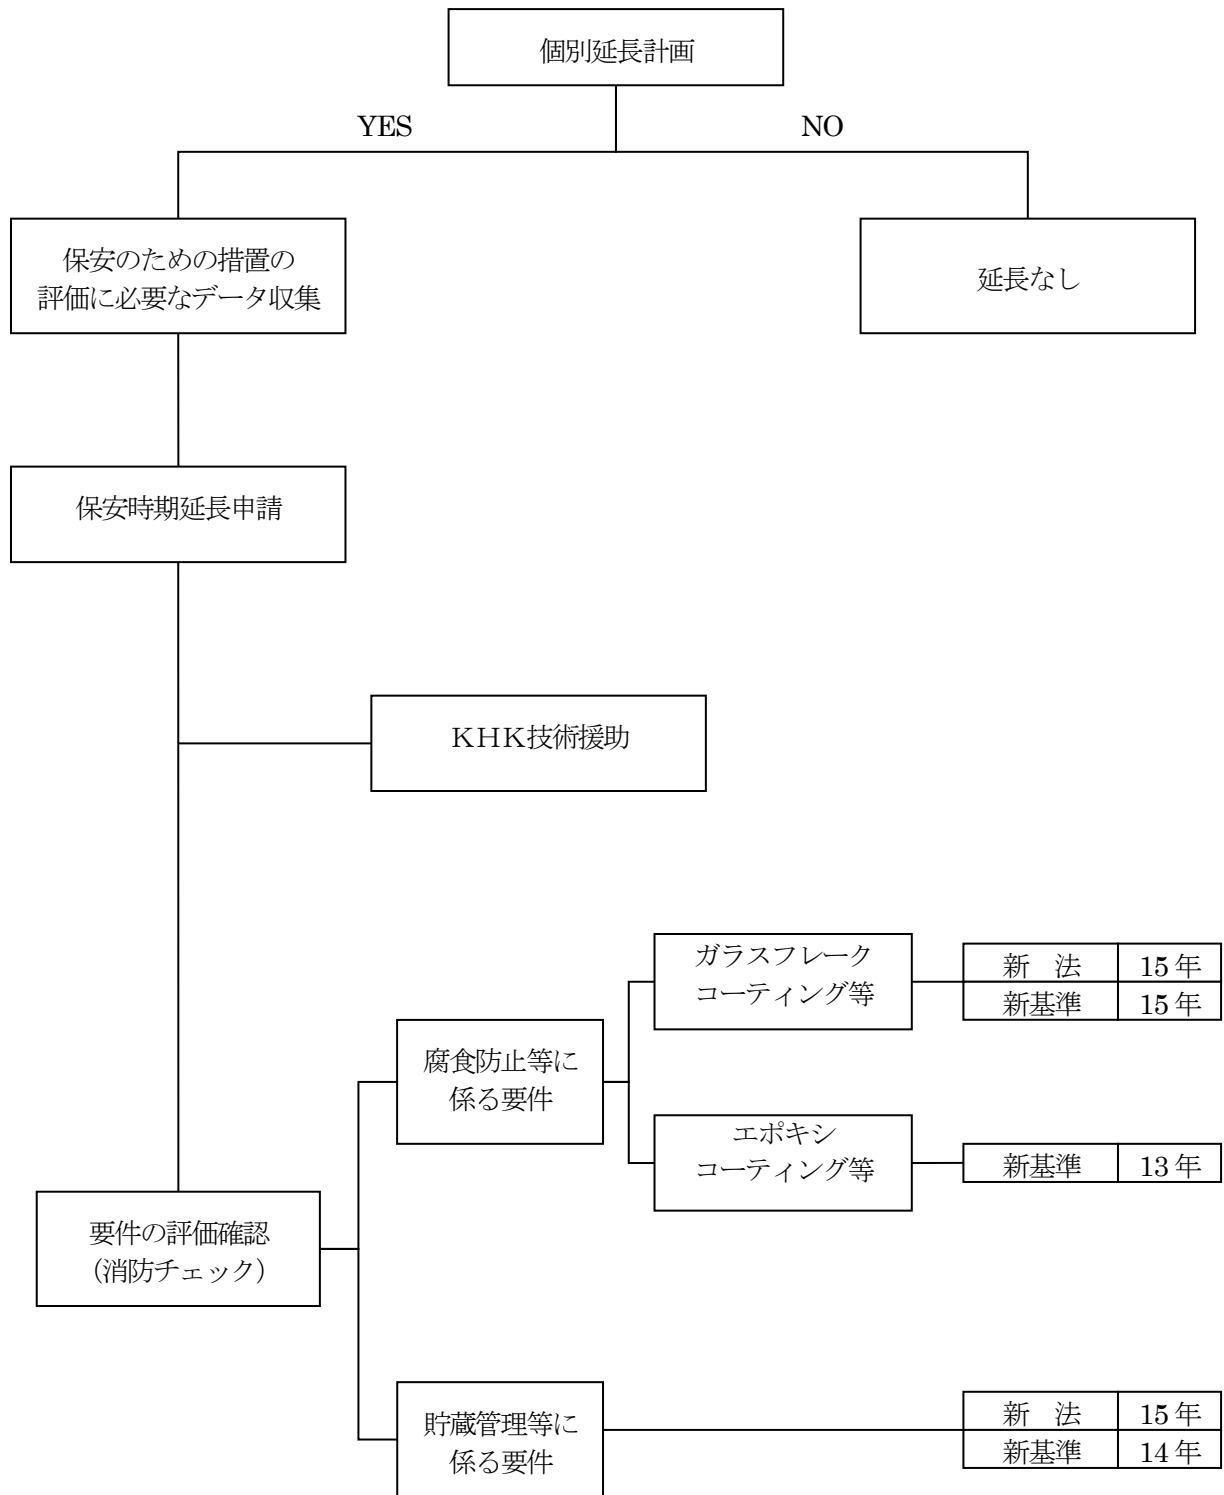 個別延長計画
YES
NO
保安のための措置の
評価に必要なデータ収集
延長なし
保安時期延長申請
KHK技術援助
ガラスフレーク
コーティング等
新　法 15年
新基準 15年
腐食防止等に
係る要件
エポキシ
コーティング等
新基準 13年
要件の評価確認
（消防チェック）
貯蔵管理等に
係る要件
新　法 15年
新基準 14年